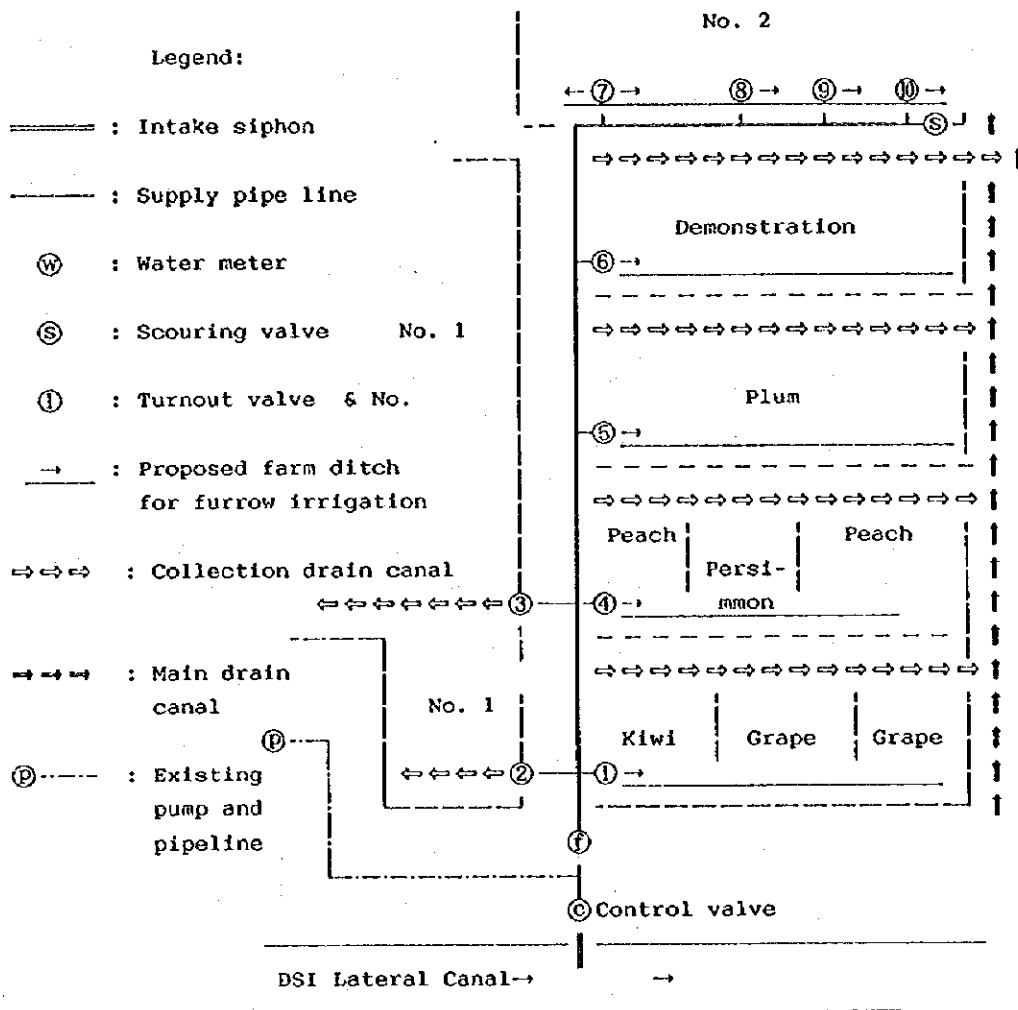 No. 2
Legend:
: Intake siphon
: Supply pipe line
Ⓦ : Water meter
Ⓢ : Scouring valve
① : Turnout valve & No.
→ : Proposed farm ditch
for furrow irrigation
⇨⇨⇨ : Collection drain canal
: Main drain
canal
Ⓟ : Existing
pump and
pipeline
No. 1
No. 1
← ⑦ → ⑧ → ⑨ → ⑩ →
Ⓢ
Demonstration
⑥ →
Plum
⑤ →
Peach Persi- Peach
mmon
③ ④ →
Kiwi Grape Grape
② ① →
Ⓟ
ⓕ
ⓒ Control valve
DSI Lateral Canal→ →